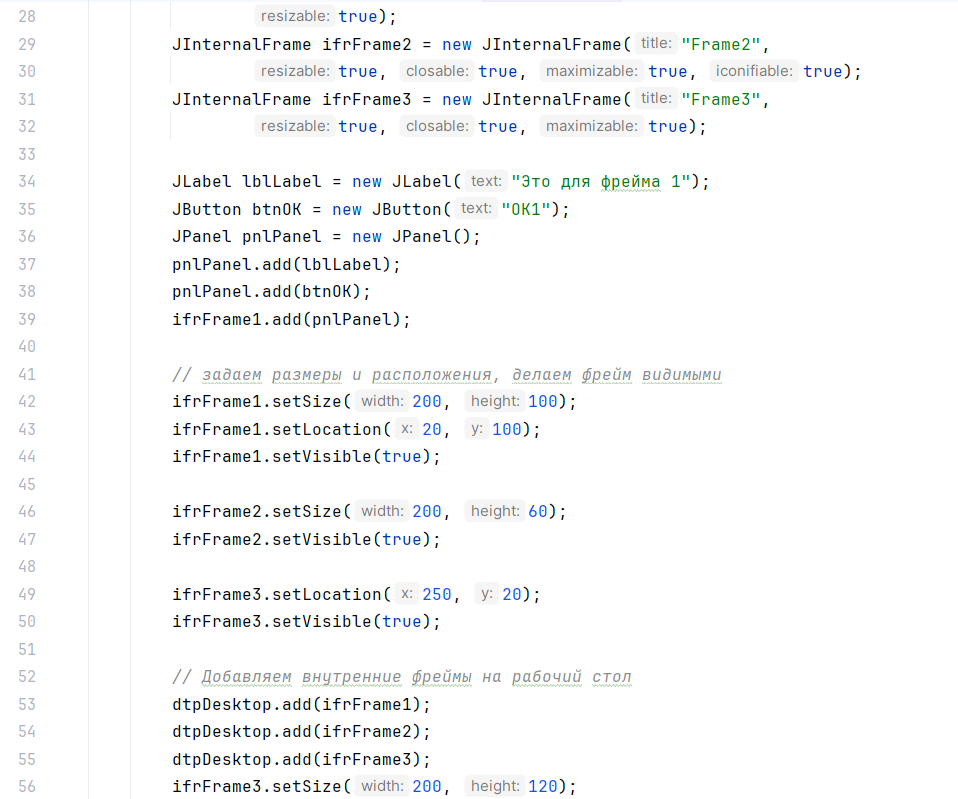 28 resizable: true);
29 JInternalFrame ifrFrame2 = new JInternalFrame( title: "Frame2",
30 resizable: true, closable: true, maximizable: true, iconifiable: true);
31 JInternalFrame ifrFrame3 = new JInternalFrame( title: "Frame3",
32 resizable: true, closable: true, maximizable: true);
33
34 JLabel lblLabel = new JLabel( text: "Это для фрейма 1");
35 JButton btnOK = new JButton( text: "OK1");
36 JPanel pnlPanel = new JPanel();
37 pnlPanel.add(lblLabel);
38 pnlPanel.add(btnOK);
39 ifrFrame1.add(pnlPanel);
40
41 // задаем размеры и расположения, делаем фрейм видимыми
42 ifrFrame1.setSize( width: 200, height: 100);
43 ifrFrame1.setLocation( x: 20, y: 100);
44 ifrFrame1.setVisible(true);
45
46 ifrFrame2.setSize( width: 200, height: 60);
47 ifrFrame2.setVisible(true);
48
49 ifrFrame3.setLocation( x: 250, y: 20);
50 ifrFrame3.setVisible(true);
51
52 // Добавляем внутренние фреймы на рабочий стол
53 dtpDesktop.add(ifrFrame1);
54 dtpDesktop.add(ifrFrame2);
55 dtpDesktop.add(ifrFrame3);
56 ifrFrame3.setSize( width: 200, height: 120);